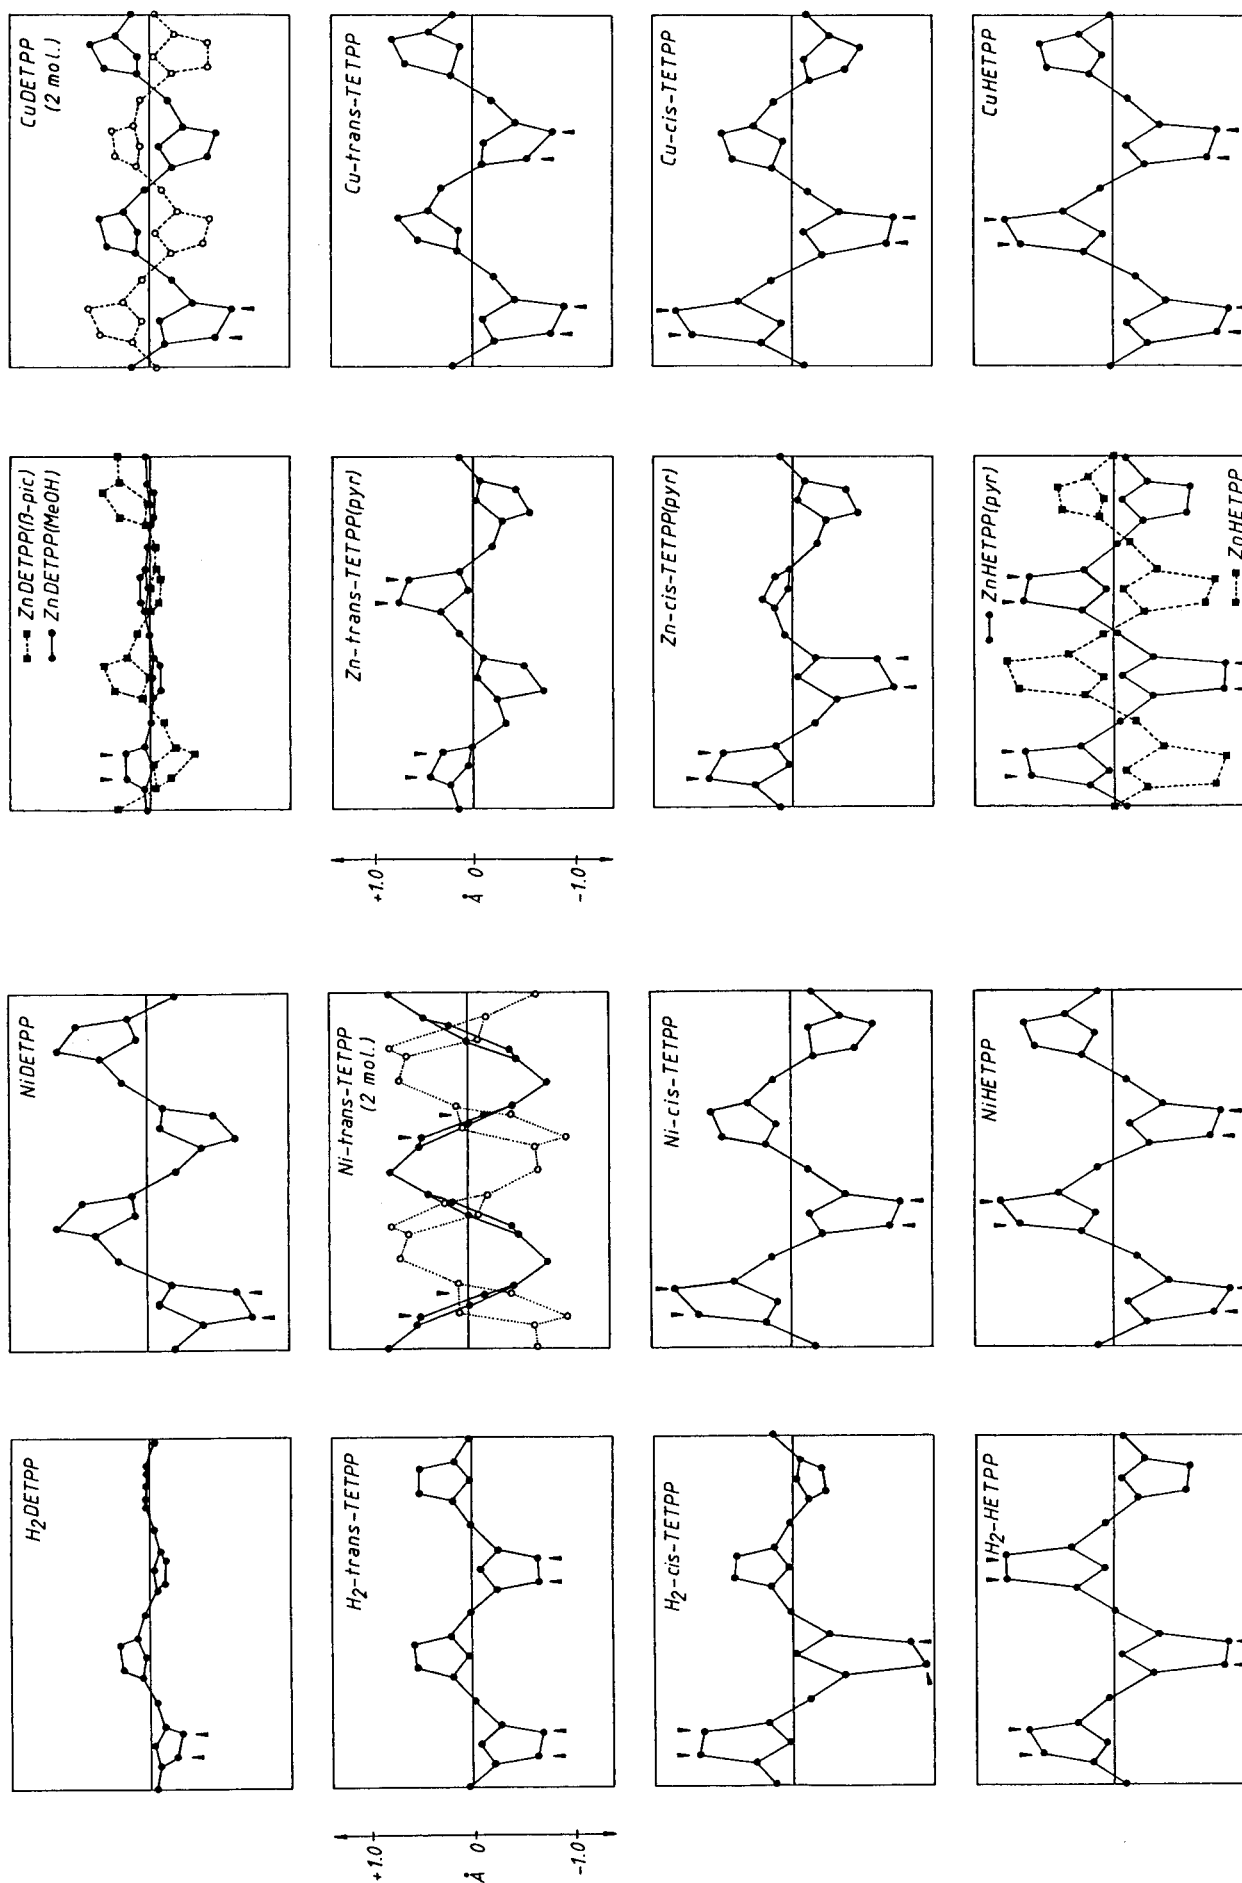 H2DETPP
NiDETPP
ZnDETPP(β-pic)
ZnDETPP(MeOH)
CuDETPP
(2 mol.)
+1.0
Å 0
-1.0
H2-trans-TETPP
Ni-trans-TETPP
(2 mol.)
+1.0
Å 0
-1.0
Zn-trans-TETPP(pyr)
Cu-trans-TETPP
H2-cis-TETPP
Ni-cis-TETPP
Zn-cis-TETPP(pyr)
Cu-cis-TETPP
H2-HETPP
NiHETPP
ZnHETPP(pyr)
ZnHETPP
CuHETPP